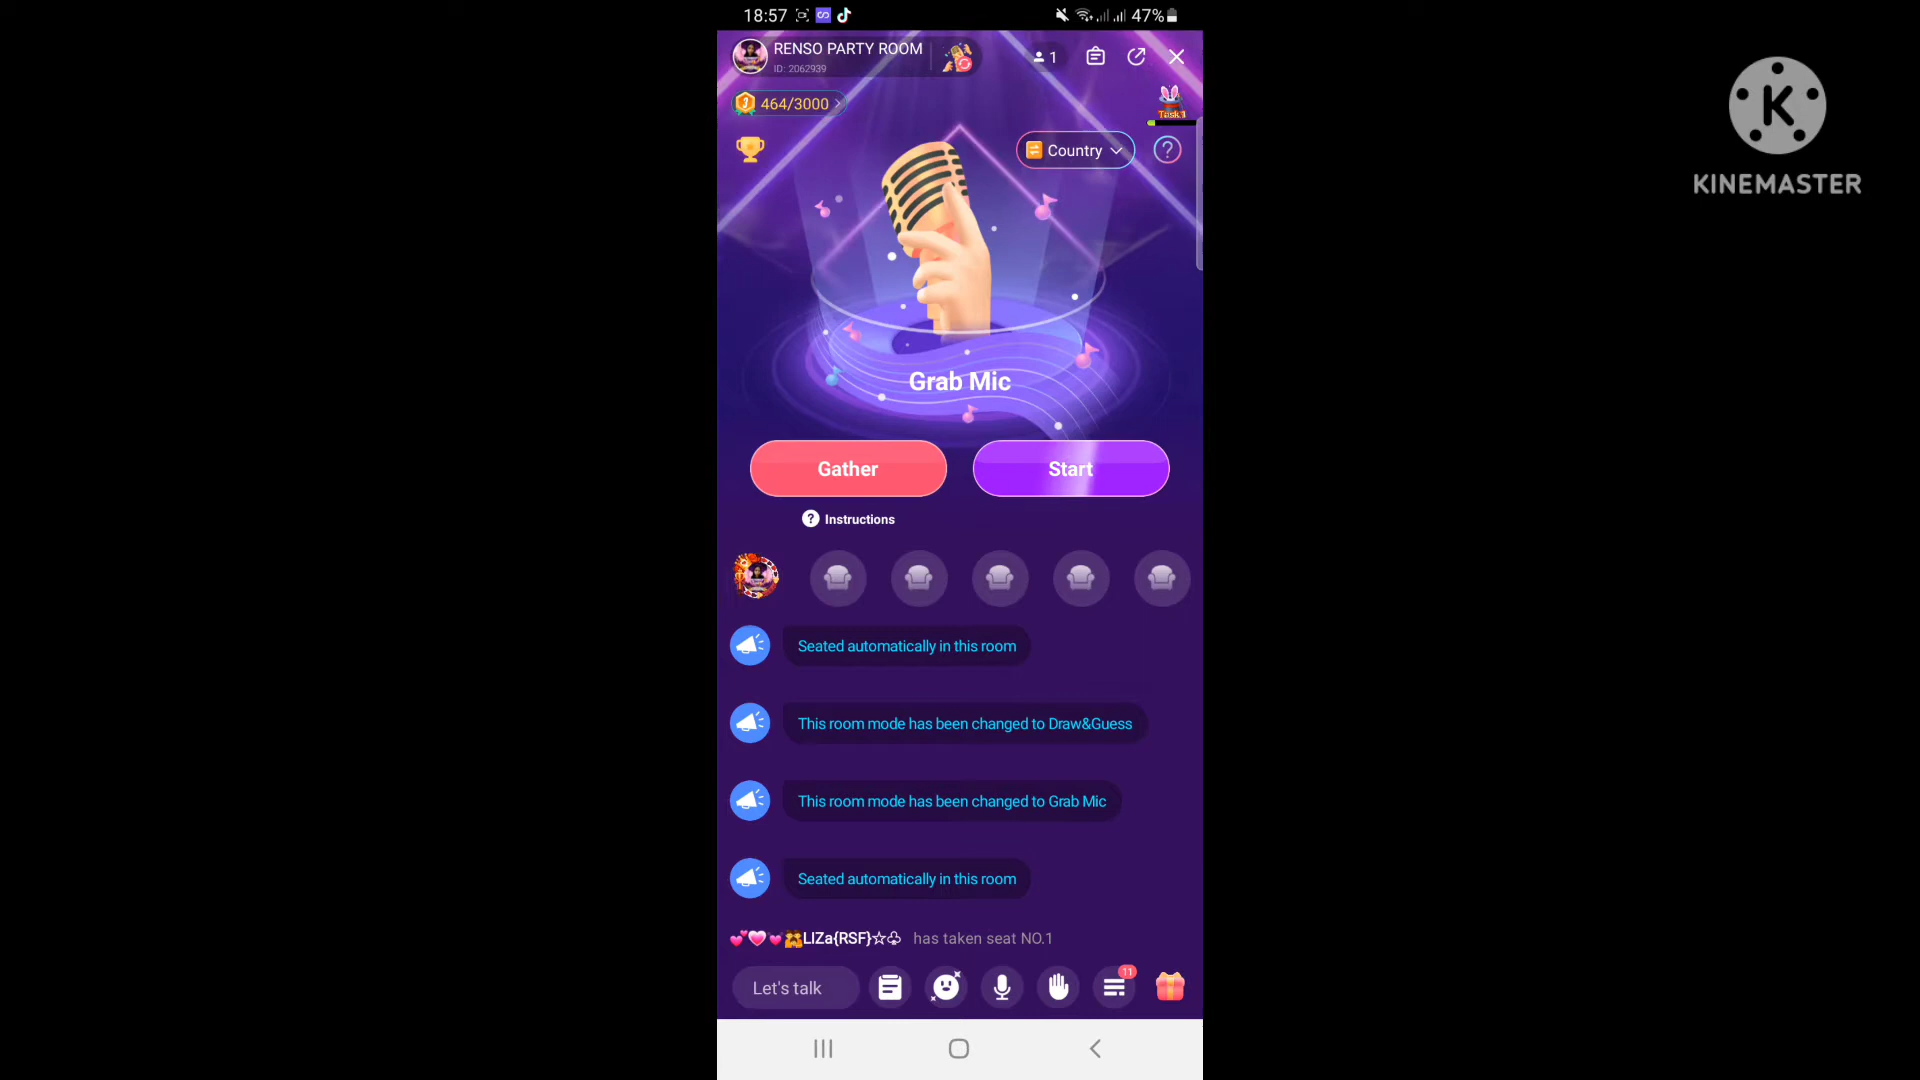 18:57
47%
RENSO PARTY ROOM
ID: 2062939
1
464/3000
Task1
Country
?
K
KINEMASTER
Grab Mic
Gather
Start
? Instructions
Seated automatically in this room
This room mode has been changed to Draw&Guess
This room mode has been changed to Grab Mic
Seated automatically in this room
💕💗💕👯LIZa{RSF}☆♧ has taken seat NO.1
Let's talk
11